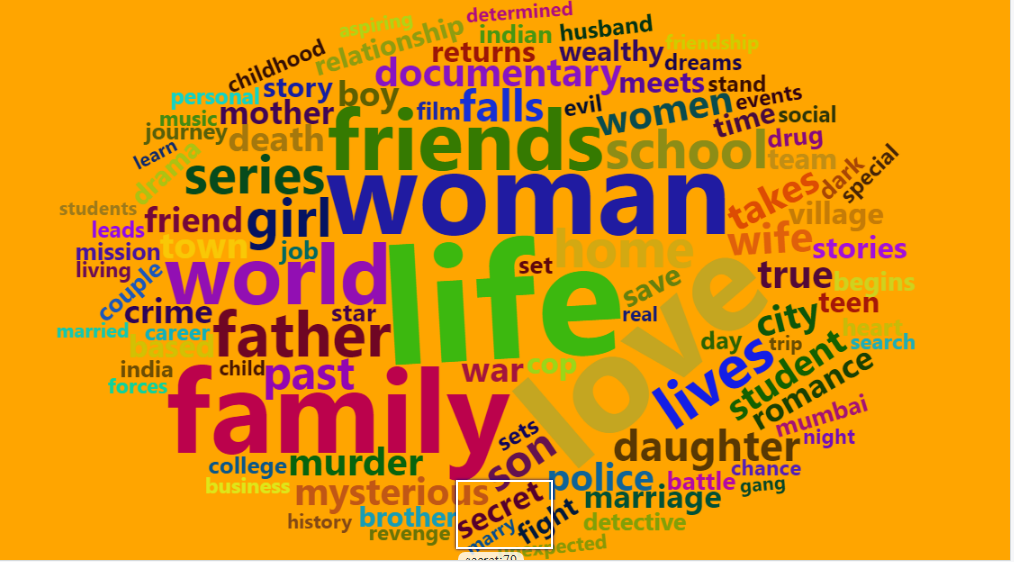 determined
aspiring
indian
husband
relationship
returns
wealthy
friendship
childhood
documentary
meets
dreams
stand
personal
story
boy
film
falls
evil
women
events
music
mother
time
social
journey
death
friends
school
drug
team
learn
drama
series
woman
takes
dark
special
students
friend
girl
village
leads
wife
mission
town
job
life
set
home
stories
living
world
love
true
begins
couple
save
teen
crime
star
real
city
married
career
father
day
trip
heart
search
based
india
child
past
war
cop
lives
student
romance
forces
family
mumbai
night
sets
daughter
college
murder
son
chance
business
mysterious
police
battle
gang
secret
marriage
history
brother
fight
detective
revenge
marry
unexpected
secret:79